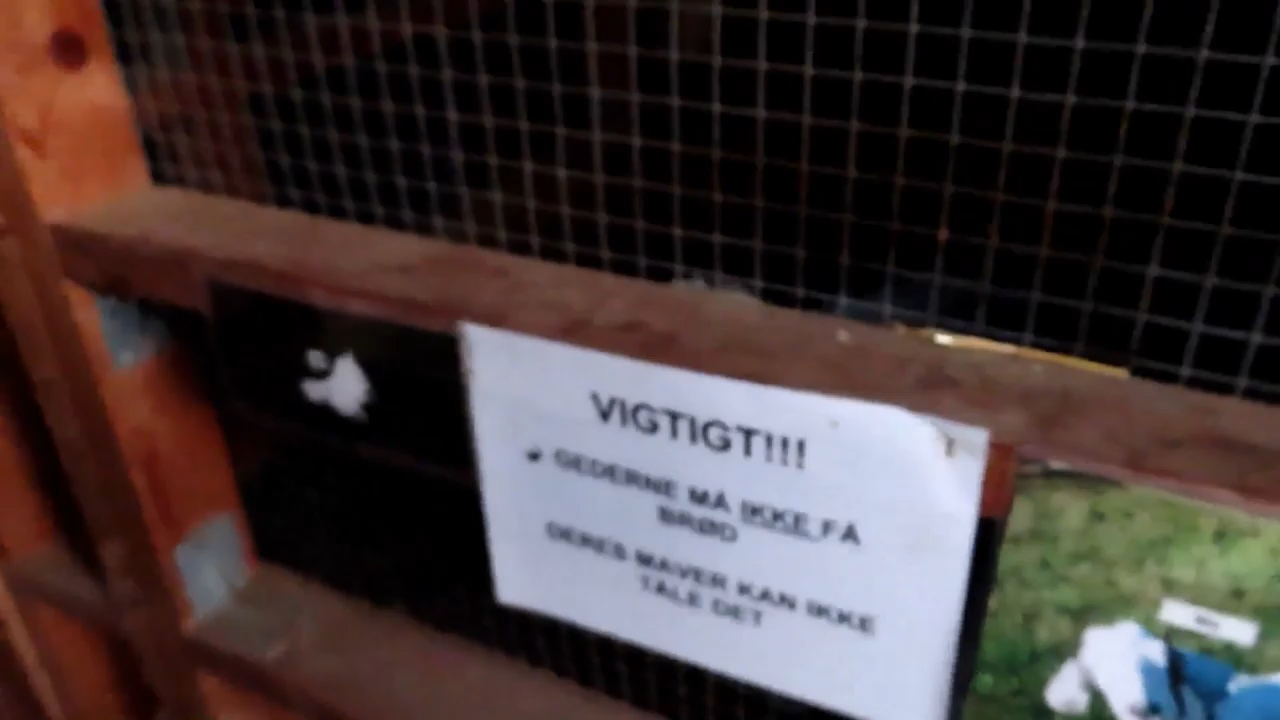 VIGTIGT!!!
GEDERNE MÅ IKKE FÅ
BRØD
DERES MAVER KAN IKKE
TÅLE DET